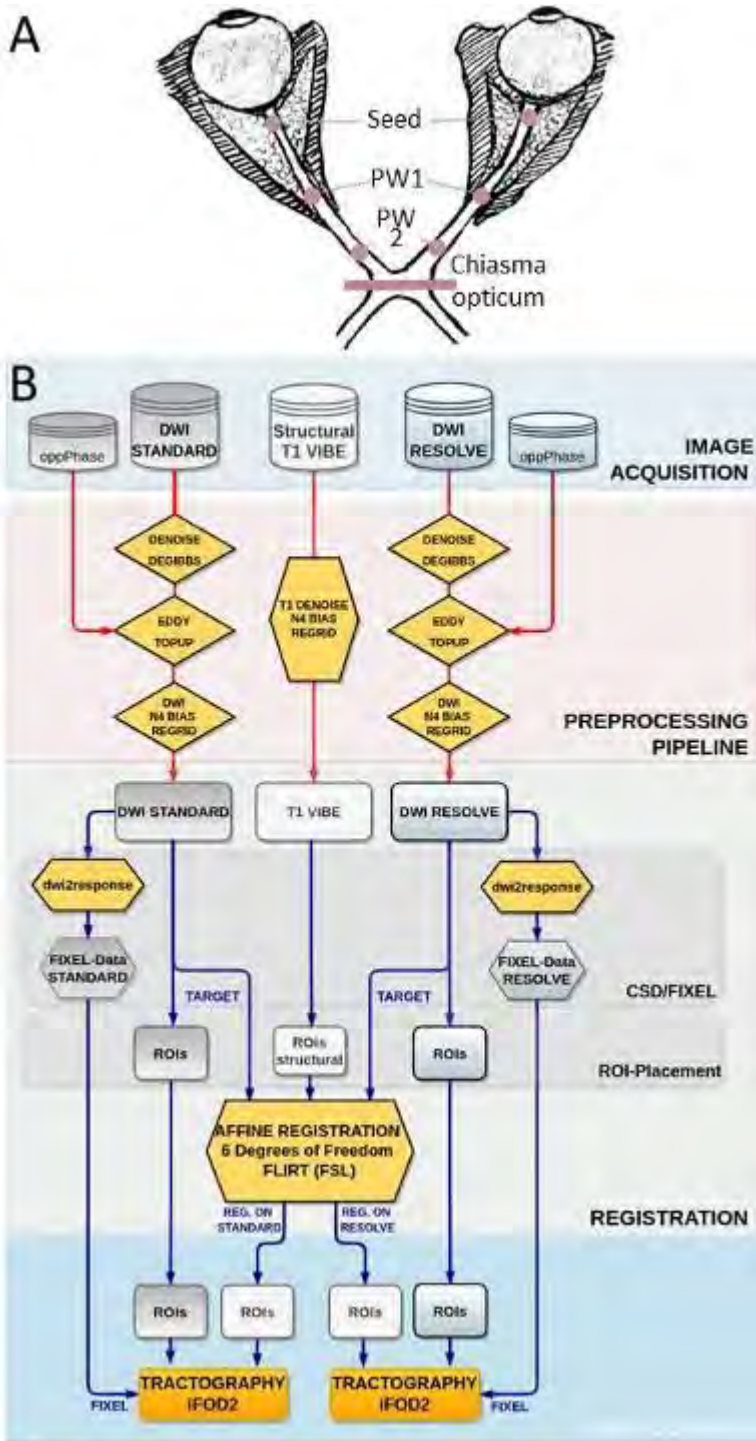 A
Seed
PW1
PW
2
Chiasma
opticum
B
oppPhase
DWI
STANDARD
Structural
T1 VIBE
DWI
RESOLVE
oppPhase
IMAGE
ACQUISITION
DENOISE
DEGIBBS
T1 DENOISE
N4 BIAS
REGRID
DENOISE
DEGIBBS
EDDY
TOPUP
EDDY
TOPUP
DWI
N4 BIAS
REGRID
DWI
N4 BIAS
REGRID
PREPROCESSING
PIPELINE
DWI STANDARD
T1 VIBE
DWI RESOLVE
dwi2response
dwi2response
FIXEL-Data
STANDARD
FIXEL-Data
RESOLVE
TARGET
TARGET
CSD/FIXEL
ROIs
ROIs
structural
ROIs
ROI-Placement
AFFINE REGISTRATION
6 Degrees of Freedom
FLIRT (FSL)
REG. ON
STANDARD
REG. ON
RESOLVE
REGISTRATION
ROIs
ROIs
ROIs
ROIs
TRACTOGRAPHY
iFOD2
TRACTOGRAPHY
iFOD2
FIXEL
FIXEL